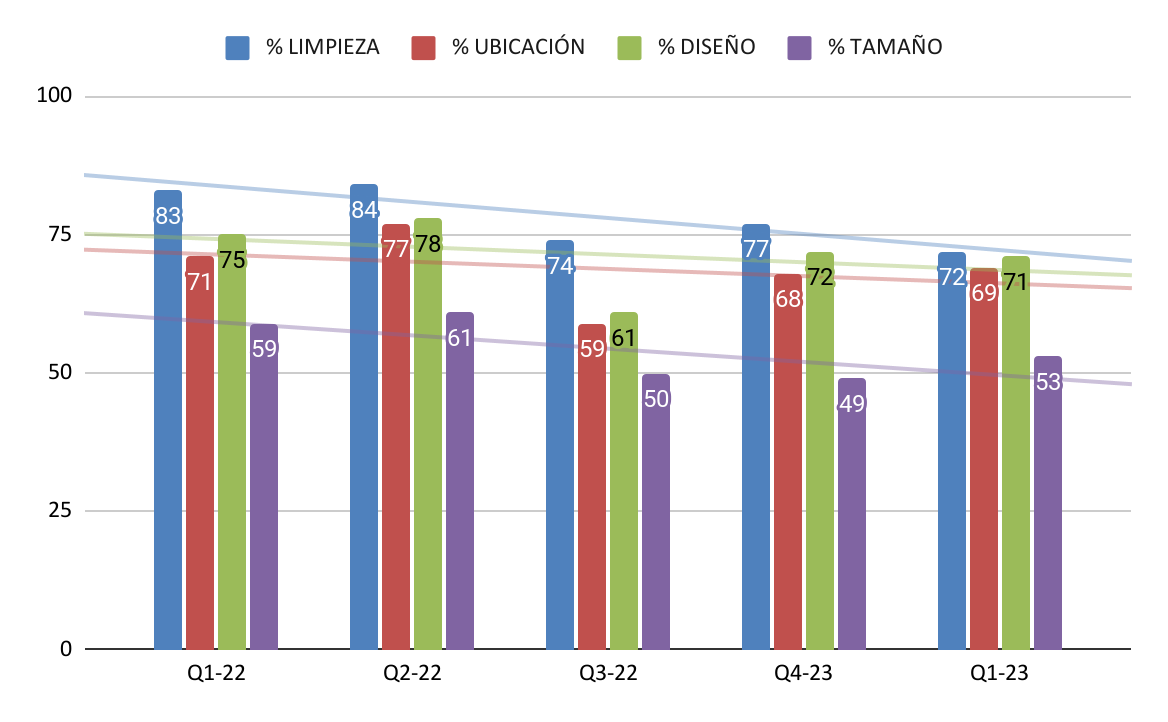 % LIMPIEZA % UBICACIÓN % DISEÑO % TAMAÑO
100
75
50
25
0
83 71 75 59
84 77 78 61
74 59 61 50
77 68 72 49
72 69 71 53
Q1-22 Q2-22 Q3-22 Q4-23 Q1-23